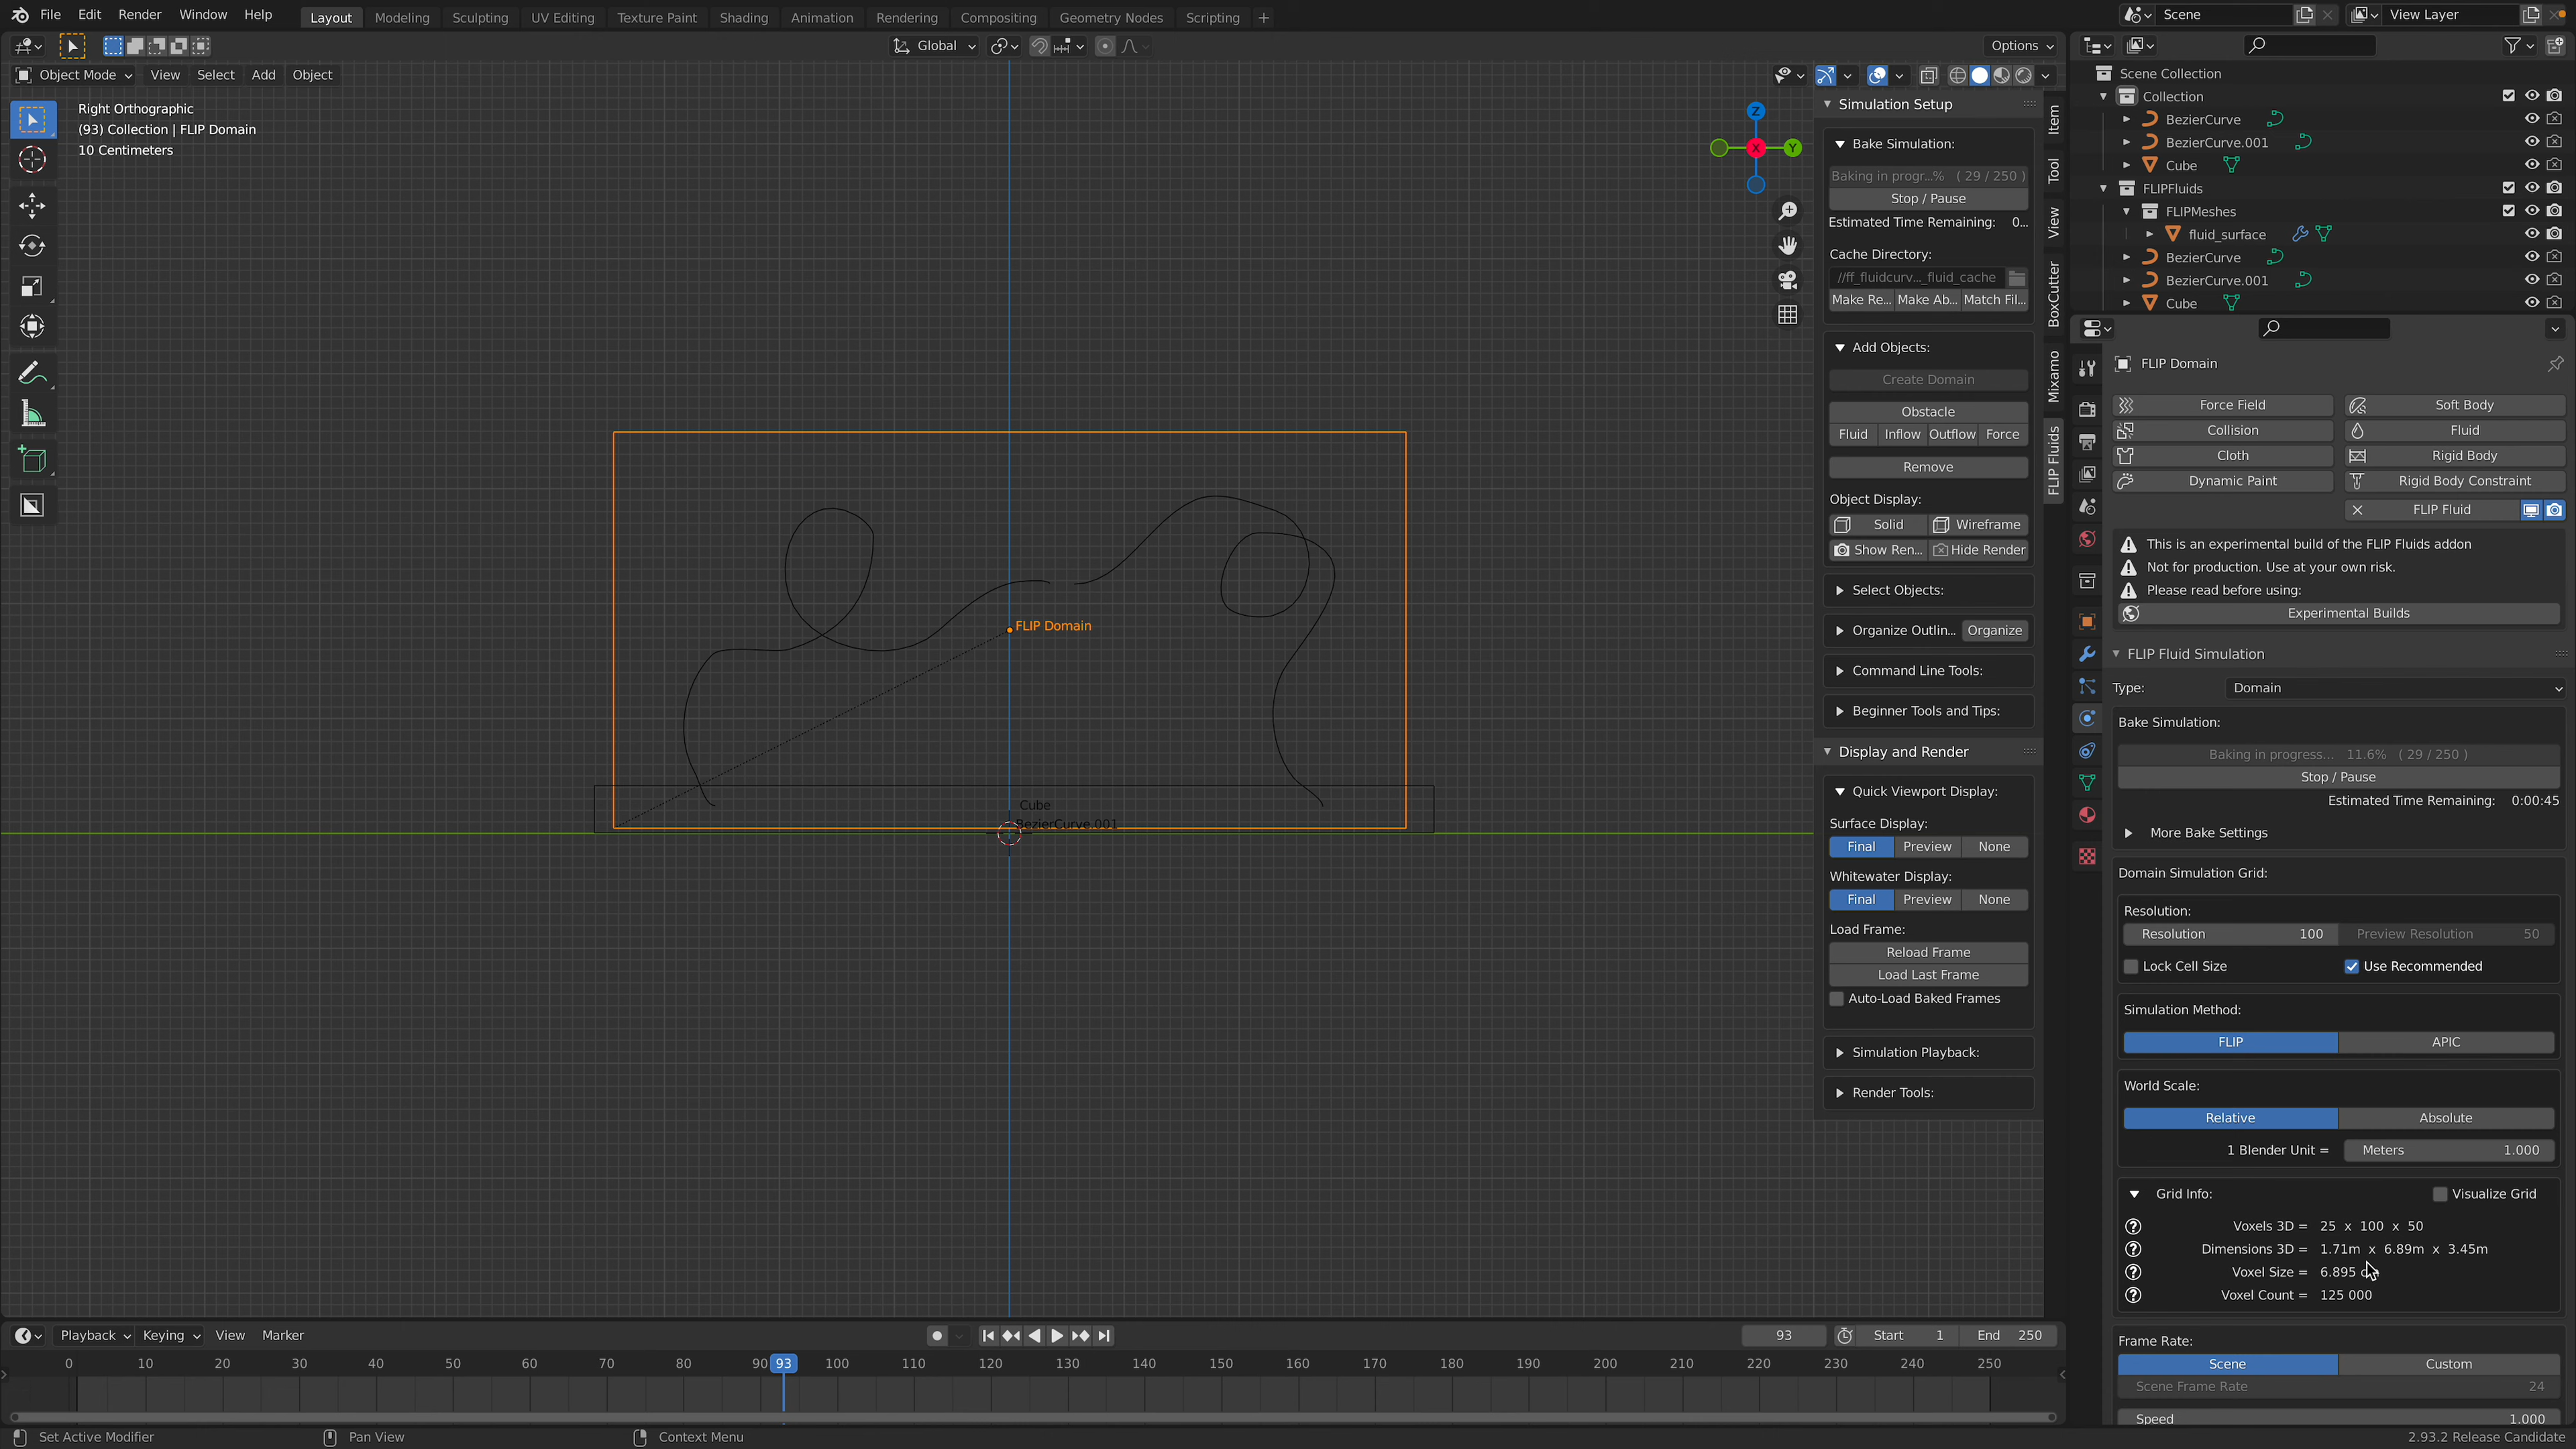 File Edit Render Window Help
Layout Modeling Sculpting UV Editing Texture Paint Shading Animation Rendering Compositing Geometry Nodes Scripting +
Scene
View Layer
Global
Options
Object Mode View Select Add Object
Right Orthographic
(93) Collection | FLIP Domain
10 Centimeters
Z
X
Y
FLIP Domain
Cube
BezierCurve.001
Simulation Setup
Bake Simulation:
Baking in progr...% ( 29 / 250 )
Stop / Pause
Estimated Time Remaining: 0...
Cache Directory:
//ff_fluidcurv..._fluid_cache
Make Re... Make Ab... Match Fil...
Add Objects:
Create Domain
Obstacle
Fluid Inflow Outflow Force
Remove
Object Display:
Solid Wireframe
Show Ren... Hide Render
Select Objects:
Organize Outlin... Organize
Command Line Tools:
Beginner Tools and Tips:
Display and Render
Quick Viewport Display:
Surface Display:
Final Preview None
Whitewater Display:
Final Preview None
Load Frame:
Reload Frame
Load Last Frame
Auto-Load Baked Frames
Simulation Playback:
Render Tools:
Item
Tool
View
BoxCutter
Mixamo
FLIP Fluids
Scene Collection
Collection
BezierCurve
BezierCurve.001
Cube
FLIPFluids
FLIPMeshes
fluid_surface
BezierCurve
BezierCurve.001
Cube
FLIP Domain
Force Field Soft Body
Collision Fluid
Cloth Rigid Body
Dynamic Paint Rigid Body Constraint
FLIP Fluid
This is an experimental build of the FLIP Fluids addon
Not for production. Use at your own risk.
Please read before using:
Experimental Builds
FLIP Fluid Simulation
Type: Domain
Bake Simulation:
Baking in progress... 11.6% ( 29 / 250 )
Stop / Pause
Estimated Time Remaining: 0:00:45
More Bake Settings
Domain Simulation Grid:
Resolution:
Resolution 100 Preview Resolution 50
Lock Cell Size Use Recommended
Simulation Method:
FLIP APIC
World Scale:
Relative Absolute
1 Blender Unit = Meters 1.000
Grid Info: Visualize Grid
Voxels 3D = 25 x 100 x 50
Dimensions 3D = 1.71m x 6.89m x 3.45m
Voxel Size = 6.895
Voxel Count = 125 000
Frame Rate:
Scene Custom
Scene Frame Rate 24
Speed 1.000
Playback Keying View Marker
93 Start 1 End 250
0 10 20 30 40 50 60 70 80 90 93 100 110 120 130 140 150 160 170 180 190 200 210 220 230 240 250
Set Active Modifier Pan View Context Menu
2.93.2 Release Candidate